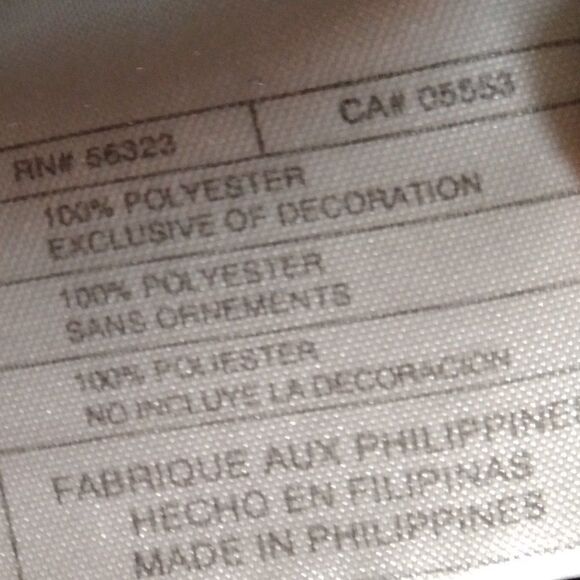 RN# 56323
CA# 05553
100% POLYESTER
EXCLUSIVE OF DECORATION
100% POLYESTER
SANS ORNEMENTS
100% POLIESTER
NO INCLUYE LA DECORACION
FABRIQUE AUX PHILIPPINES
HECHO EN FILIPINAS
MADE IN PHILIPPINES